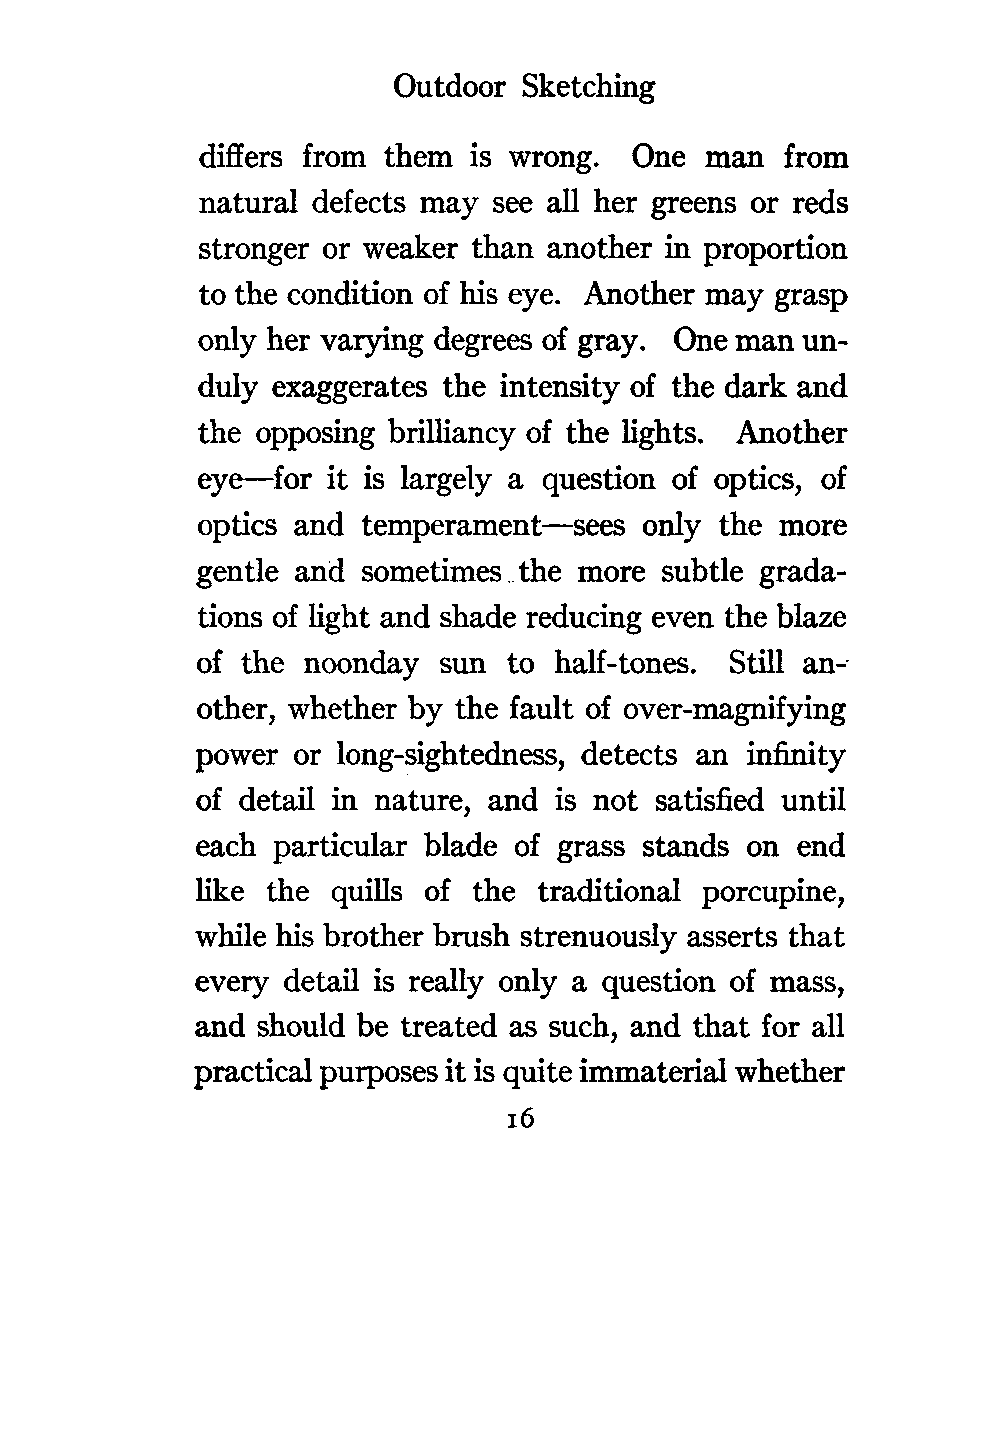 Outdoor Sketching
differs from them is wrong. One man from
natural defects may see all her greens or reds
stronger or weaker than another in proportion
to the condition of his eye. Another may grasp
only her varying degrees of gray. One man un-
duly exaggerates the intensity of the dark and
the opposing brilliancy of the lights. Another
eye—for it is largely a question of optics, of
optics and temperament—sees only the more
gentle and sometimes the more subtle grada-
tions of light and shade reducing even the blaze
of the noonday sun to half-tones. Still an-
other, whether by the fault of over-magnifying
power or long-sightedness, detects an infinity
of detail in nature, and is not satisfied until
each particular blade of grass stands on end
like the quills of the traditional porcupine,
while his brother brush strenuously asserts that
every detail is really only a question of mass,
and should be treated as such, and that for all
practical purposes it is quite immaterial whether
16